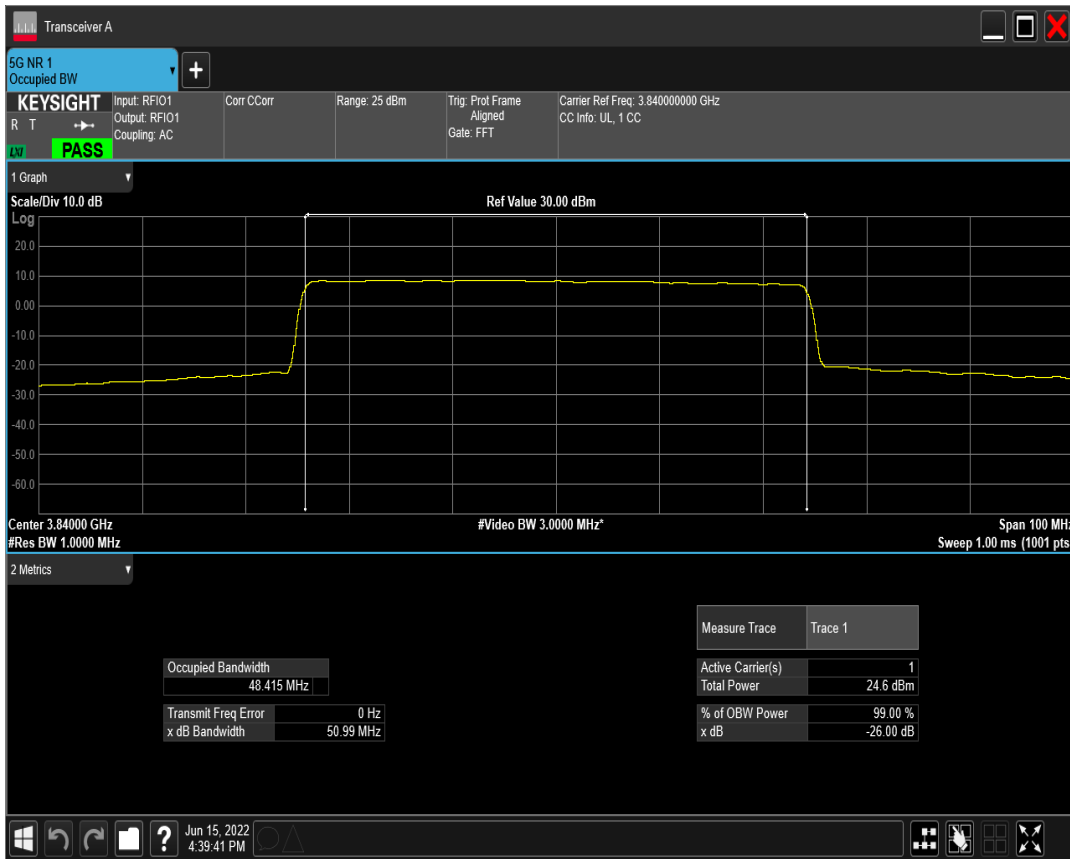 Transceiver A
5G NR 1
Occupied BW
KEYSIGHT
R T
LXI
PASS
Input: RFIO1
Output: RFIO1
Coupling: AC
Corr CCorr
Range: 25 dBm
Trig: Prot Frame
Aligned
Gate: FFT
Carrier Ref Freq: 3.840000000 GHz
CC Info: UL, 1 CC
1 Graph
Scale/Div 10.0 dB
Ref Value 30.00 dBm
Log
20.0
10.0
0.00
-10.0
-20.0
-30.0
-40.0
-50.0
-60.0
Center 3.84000 GHz
#Video BW 3.0000 MHz*
Span 100 MHz
#Res BW 1.0000 MHz
Sweep 1.00 ms (1001 pts
2 Metrics
Measure Trace Trace 1
Occupied Bandwidth
48.415 MHz
Active Carrier(s) 1
Total Power 24.6 dBm
Transmit Freq Error 0 Hz
x dB Bandwidth 50.99 MHz
% of OBW Power 99.00 %
x dB -26.00 dB
?
Jun 15, 2022
4:39:41 PM